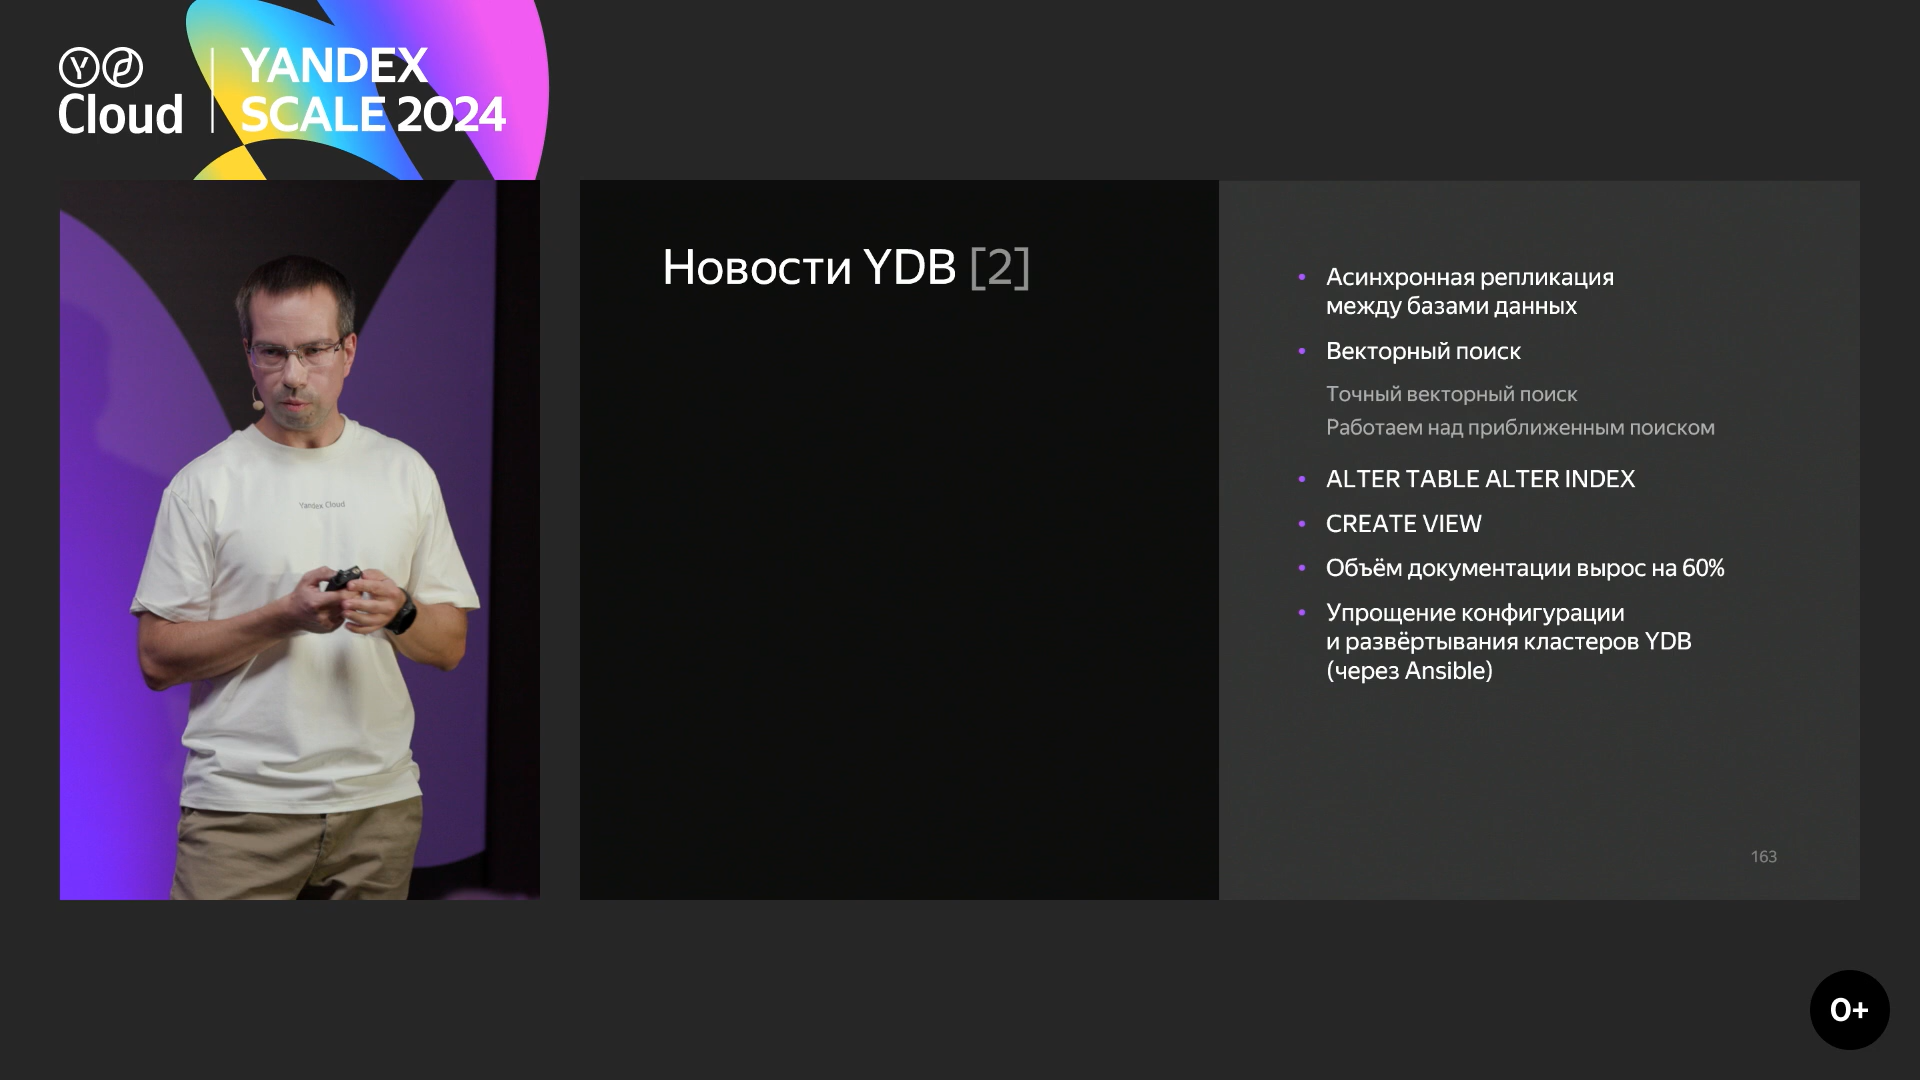 Cloud
YANDEX
SCALE 2024
Yandex Cloud
Новости YDB [2]
• Асинхронная репликация
между базами данных
• Векторный поиск
Точный векторный поиск
Работаем над приближенным поиском
• ALTER TABLE ALTER INDEX
• CREATE VIEW
• Объём документации вырос на 60%
• Упрощение конфигурации
и развёртывания кластеров YDB
(через Ansible)
163
0+